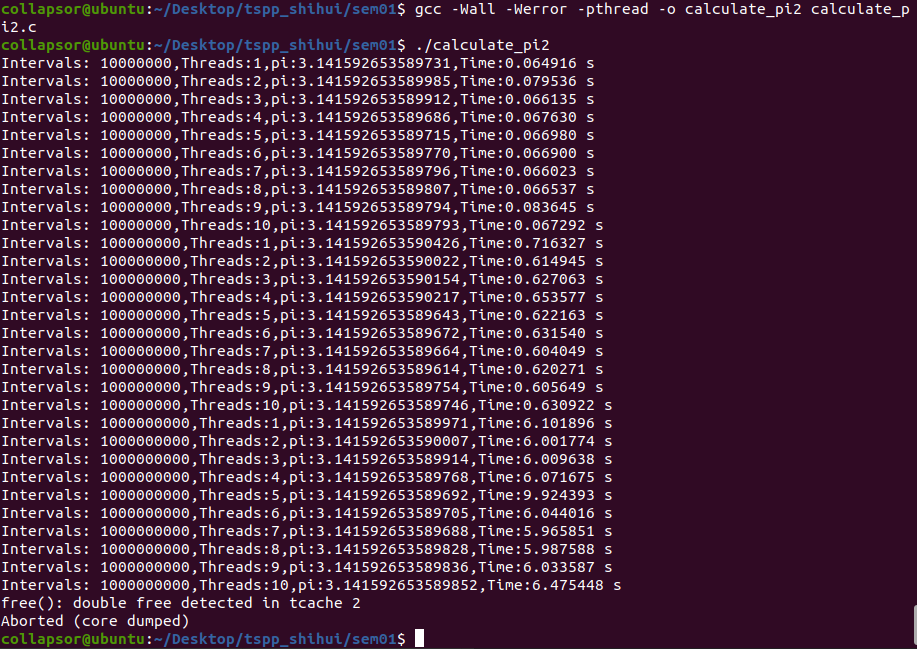 collapsor@ubuntu:~/Desktop/tspp_shihui/sem01$ gcc -Wall -Werror -pthread -o calculate_pi2 calculate_p
i2.c
collapsor@ubuntu:~/Desktop/tspp_shihui/sem01$ ./calculate_pi2
Intervals: 10000000,Threads:1,pi:3.141592653589731,Time:0.064916 s
Intervals: 10000000,Threads:2,pi:3.141592653589985,Time:0.079536 s
Intervals: 10000000,Threads:3,pi:3.141592653589912,Time:0.066135 s
Intervals: 10000000,Threads:4,pi:3.141592653589686,Time:0.067630 s
Intervals: 10000000,Threads:5,pi:3.141592653589715,Time:0.066980 s
Intervals: 10000000,Threads:6,pi:3.141592653589770,Time:0.066900 s
Intervals: 10000000,Threads:7,pi:3.141592653589796,Time:0.066023 s
Intervals: 10000000,Threads:8,pi:3.141592653589807,Time:0.066537 s
Intervals: 10000000,Threads:9,pi:3.141592653589794,Time:0.083645 s
Intervals: 10000000,Threads:10,pi:3.141592653589793,Time:0.067292 s
Intervals: 100000000,Threads:1,pi:3.141592653590426,Time:0.716327 s
Intervals: 100000000,Threads:2,pi:3.141592653590022,Time:0.614945 s
Intervals: 100000000,Threads:3,pi:3.141592653590154,Time:0.627063 s
Intervals: 100000000,Threads:4,pi:3.141592653590217,Time:0.653577 s
Intervals: 100000000,Threads:5,pi:3.141592653589643,Time:0.622163 s
Intervals: 100000000,Threads:6,pi:3.141592653589672,Time:0.631540 s
Intervals: 100000000,Threads:7,pi:3.141592653589664,Time:0.604049 s
Intervals: 100000000,Threads:8,pi:3.141592653589614,Time:0.620271 s
Intervals: 100000000,Threads:9,pi:3.141592653589754,Time:0.605649 s
Intervals: 100000000,Threads:10,pi:3.141592653589746,Time:0.630922 s
Intervals: 1000000000,Threads:1,pi:3.141592653589971,Time:6.101896 s
Intervals: 1000000000,Threads:2,pi:3.141592653590007,Time:6.001774 s
Intervals: 1000000000,Threads:3,pi:3.141592653589914,Time:6.009638 s
Intervals: 1000000000,Threads:4,pi:3.141592653589768,Time:6.071675 s
Intervals: 1000000000,Threads:5,pi:3.141592653589692,Time:9.924393 s
Intervals: 1000000000,Threads:6,pi:3.141592653589705,Time:6.044016 s
Intervals: 1000000000,Threads:7,pi:3.141592653589688,Time:5.965851 s
Intervals: 1000000000,Threads:8,pi:3.141592653589828,Time:5.987588 s
Intervals: 1000000000,Threads:9,pi:3.141592653589836,Time:6.033587 s
Intervals: 1000000000,Threads:10,pi:3.141592653589852,Time:6.475448 s
free(): double free detected in tcache 2
Aborted (core dumped)
collapsor@ubuntu:~/Desktop/tspp_shihui/sem01$